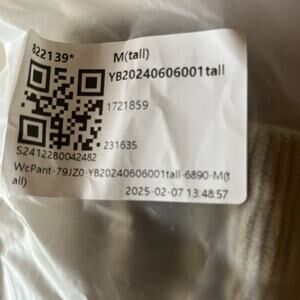 822139*
M(tall)
YB20240606001tall
1721859
231635
S2412280042482
WcPant-79JZ0-YB20240606001tall-6890-M(t
all)
2025-02-07 13:48:57